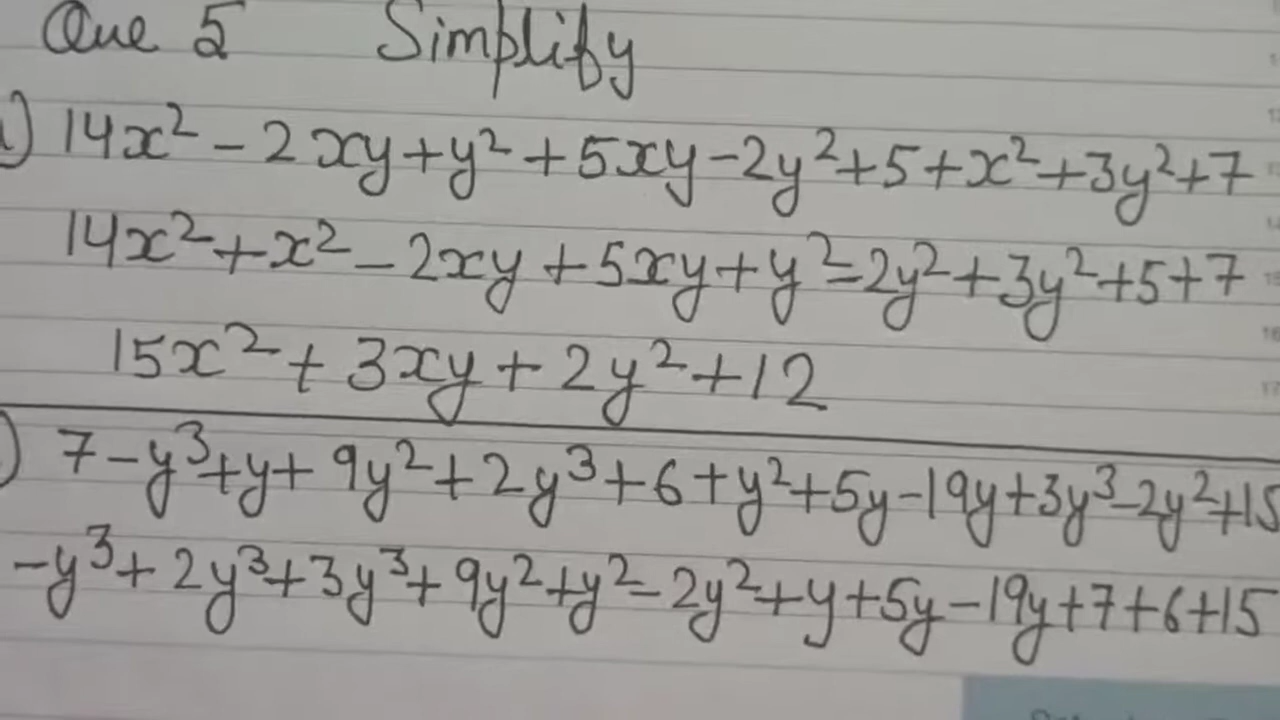 Que 5 Simplify
) 14x² - 2xy + y² + 5xy - 2y² + 5 + x² + 3y² + 7
14x² + x² - 2xy + 5xy + y² - 2y² + 3y² + 5 + 7
15x² + 3xy + 2y² + 12
) 7 - y³ + y + 9y² + 2y³ + 6 + y² + 5y - 19y + 3y³ - 2y² + 15
-y³ + 2y³ + 3y³ + 9y² + y² - 2y² + y + 5y - 19y + 7 + 6 + 15